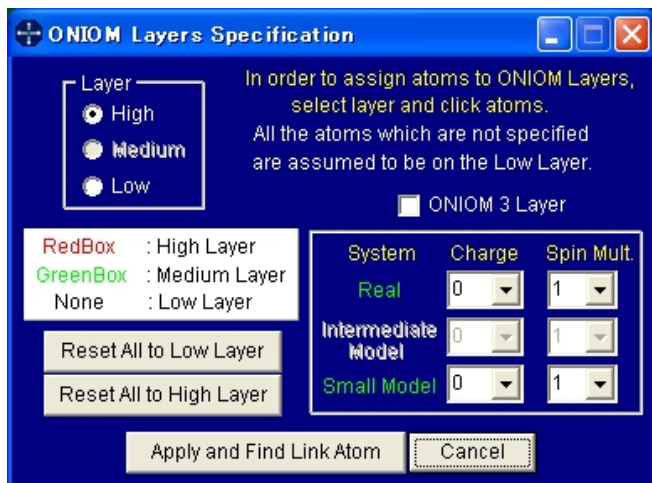 ONIOM Layers Specification
Layer
High
Medium
Low
In order to assign atoms to ONIOM Layers,
select layer and click atoms.
All the atoms which are not specified
are assumed to be on the Low Layer.
ONIOM 3 Layer
RedBox : High Layer
GreenBox : Medium Layer
None : Low Layer
Reset All to Low Layer
Reset All to High Layer
System Charge Spin Mult.
Real 0 1
Intermediate
Model 0 1
Small Model 0 1
Apply and Find Link Atom
Cancel